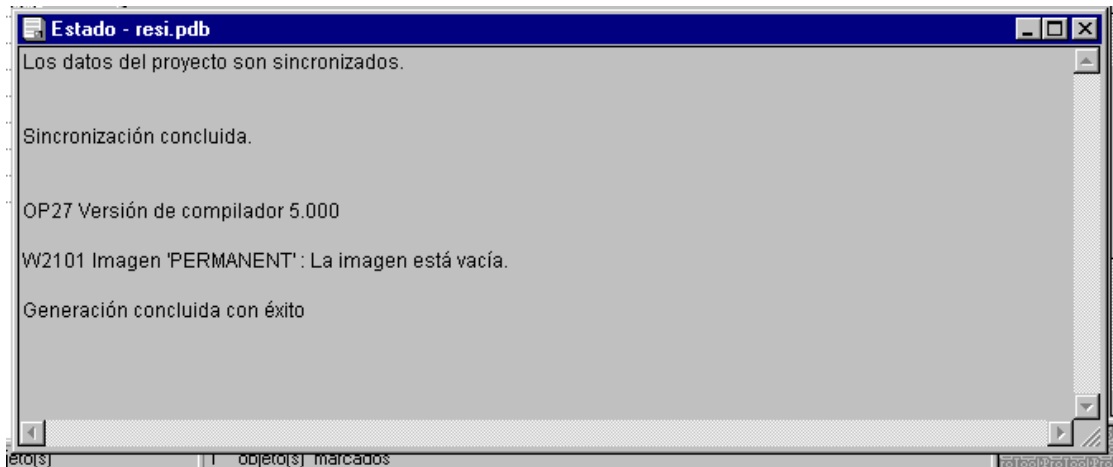 Estado - resi.pdb
Los datos del proyecto son sincronizados.
Sincronización concluida.
OP27 Versión de compilador 5.000
W2101 Imagen 'PERMANENT' : La imagen está vacía.
Generación concluida con éxito
objeto[s] marcados